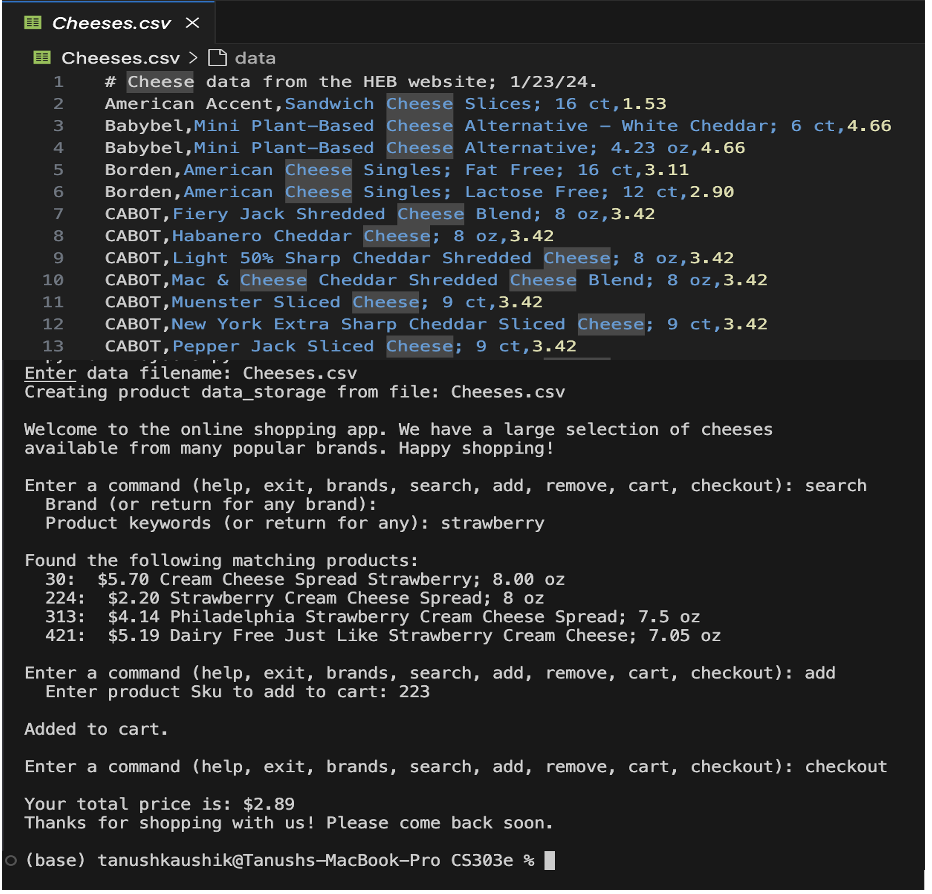 Cheeses.csv ×
Cheeses.csv > data
1 # Cheese data from the HEB website; 1/23/24.
2 American Accent,Sandwich Cheese Slices; 16 ct,1.53
3 Babybel,Mini Plant-Based Cheese Alternative - White Cheddar; 6 ct,4.66
4 Babybel,Mini Plant-Based Cheese Alternative; 4.23 oz,4.66
5 Borden,American Cheese Singles; Fat Free; 16 ct,3.11
6 Borden,American Cheese Singles; Lactose Free; 12 ct,2.90
7 CABOT,Fiery Jack Shredded Cheese Blend; 8 oz,3.42
8 CABOT,Habanero Cheddar Cheese; 8 oz,3.42
9 CABOT,Light 50% Sharp Cheddar Shredded Cheese; 8 oz,3.42
10 CABOT,Mac & Cheese Cheddar Shredded Cheese Blend; 8 oz,3.42
11 CABOT,Muenster Sliced Cheese; 9 ct,3.42
12 CABOT,New York Extra Sharp Cheddar Sliced Cheese; 9 ct,3.42
13 CABOT,Pepper Jack Sliced Cheese; 9 ct,3.42
Enter data filename: Cheeses.csv
Creating product data_storage from file: Cheeses.csv
Welcome to the online shopping app. We have a large selection of cheeses
available from many popular brands. Happy shopping!
Enter a command (help, exit, brands, search, add, remove, cart, checkout): search
Brand (or return for any brand):
Product keywords (or return for any): strawberry
Found the following matching products:
30: $5.70 Cream Cheese Spread Strawberry; 8.00 oz
224: $2.20 Strawberry Cream Cheese Spread; 8 oz
313: $4.14 Philadelphia Strawberry Cream Cheese Spread; 7.5 oz
421: $5.19 Dairy Free Just Like Strawberry Cream Cheese; 7.05 oz
Enter a command (help, exit, brands, search, add, remove, cart, checkout): add
Enter product Sku to add to cart: 223
Added to cart.
Enter a command (help, exit, brands, search, add, remove, cart, checkout): checkout
Your total price is: $2.89
Thanks for shopping with us! Please come back soon.
(base) tanushkaushik@Tanushs-MacBook-Pro CS303e %